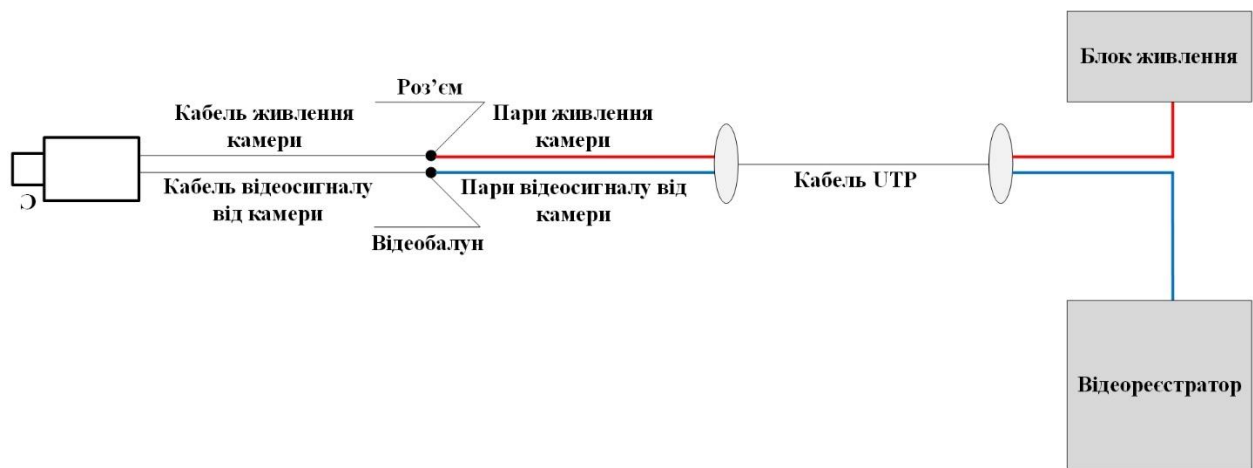 Блок живлення
Роз’єм
Кабель живлення
камери
Пари живлення
камери
Кабель UTP
Кабель відеосигналу
від камери
Пари відеосигналу від
камери
Відеобалун
Відеореєстратор